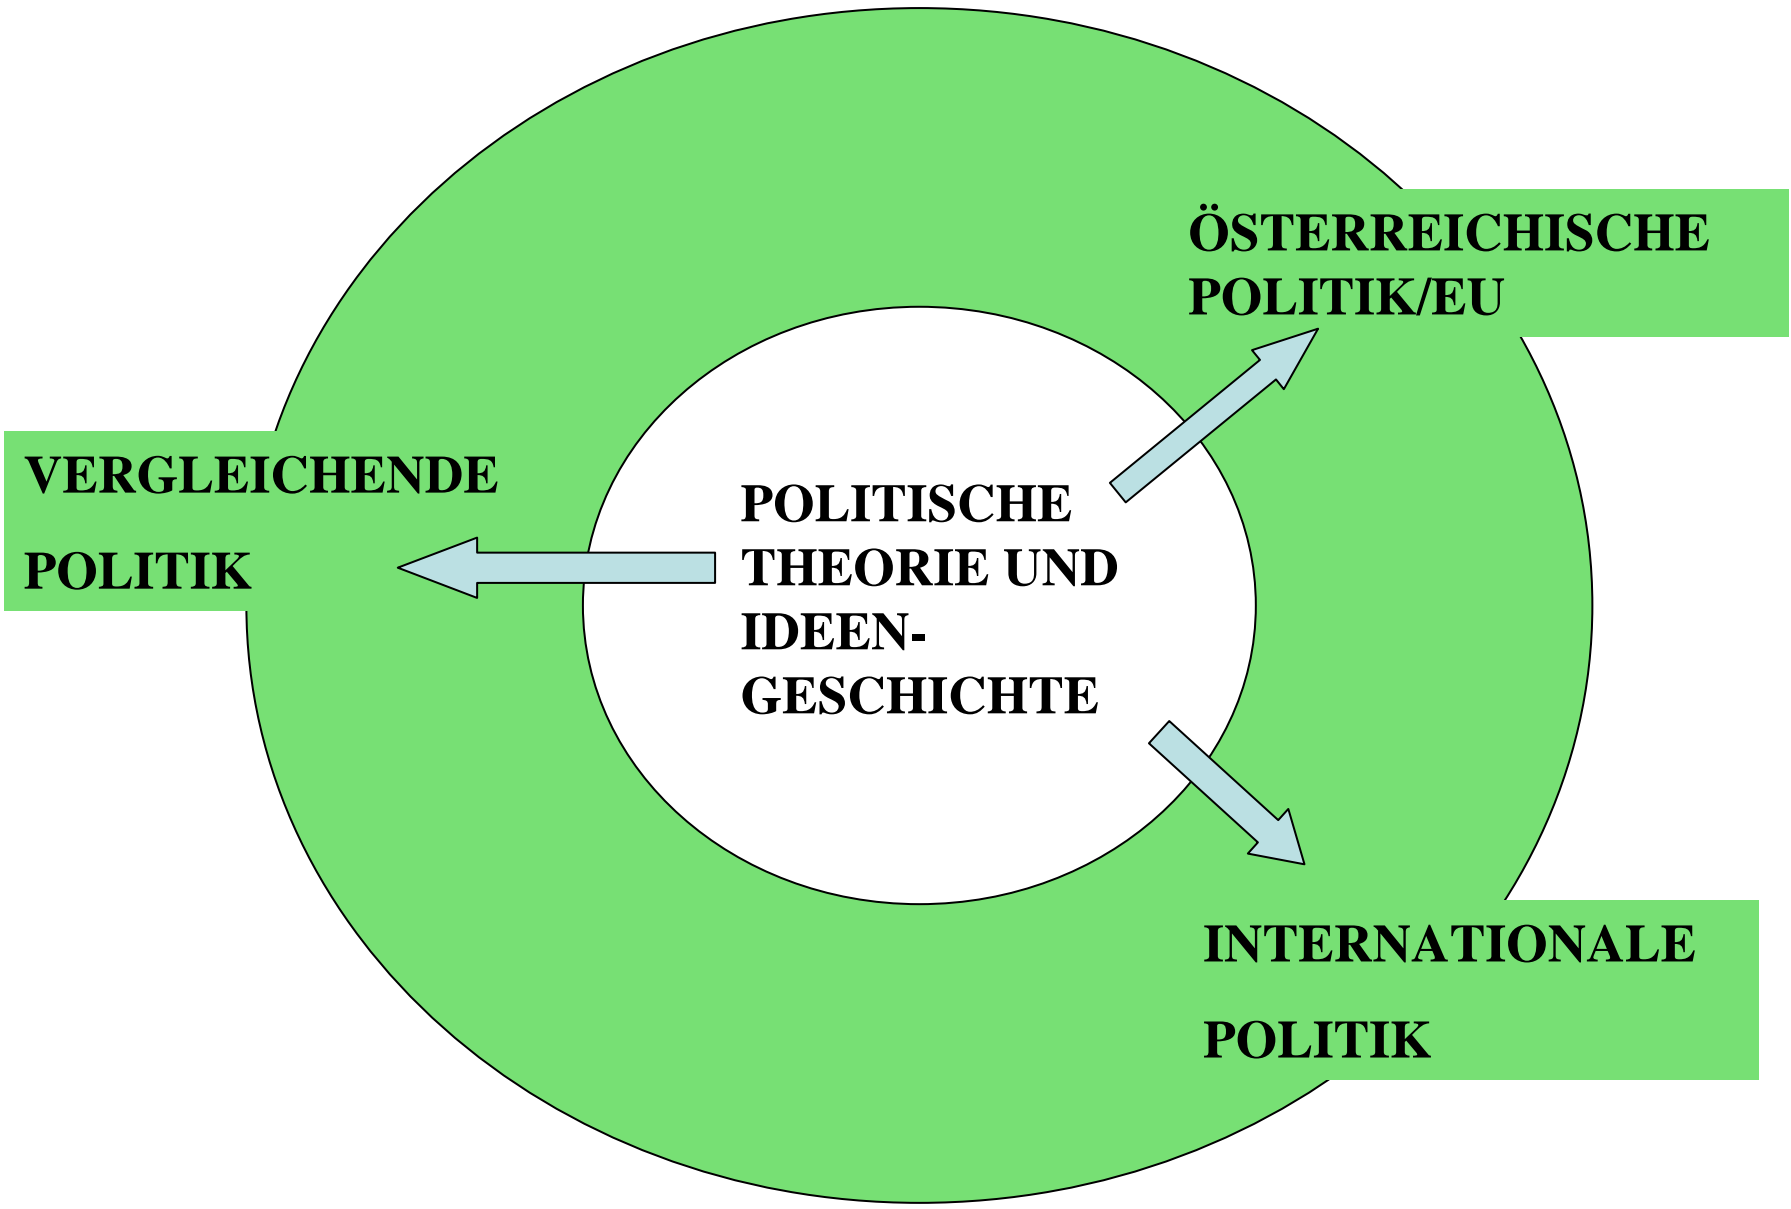 ÖSTERREICHISCHE
POLITIK/EU
VERGLEICHENDE
POLITIK
POLITISCHE
THEORIE UND
IDEEN-
GESCHICHTE
INTERNATIONALE
POLITIK